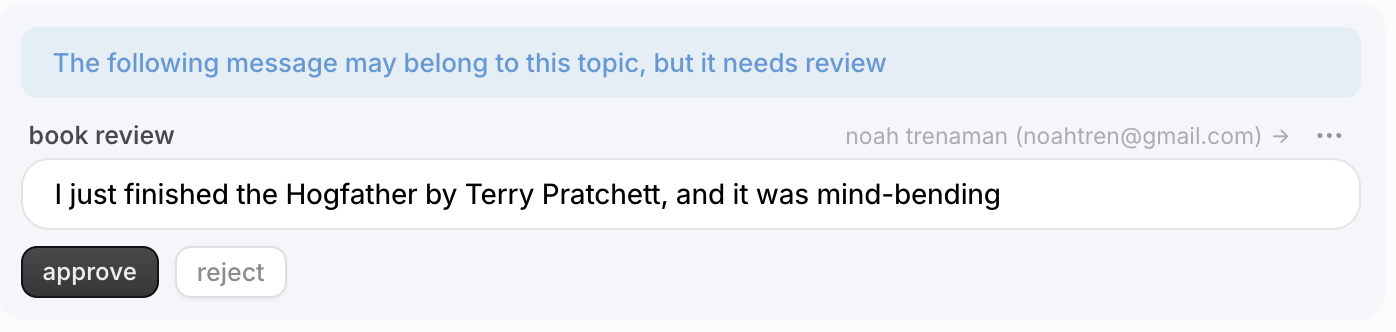 The following message may belong to this topic, but it needs review
book review noah trenaman (noahtren@gmail.com) → •••
I just finished the Hogfather by Terry Pratchett, and it was mind-bending
approve reject